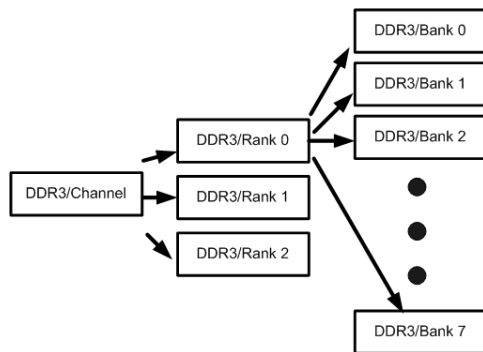 DDR3/Bank 0
DDR3/Bank 1
DDR3/Rank 0
DDR3/Bank 2
DDR3/Channel
DDR3/Rank 1
DDR3/Rank 2
DDR3/Bank 7